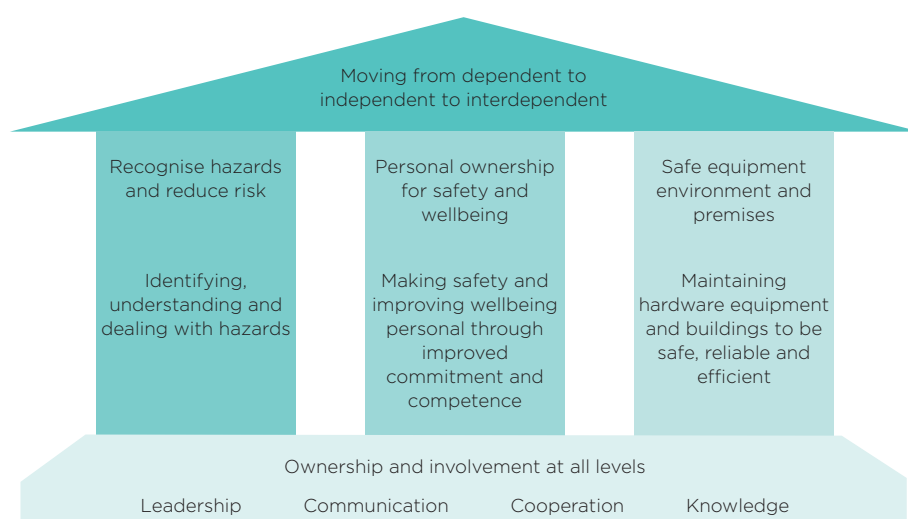 Moving from dependent to
independent to interdependent
Recognise hazards
and reduce risk
Identifying,
understanding and
dealing with hazards
Personal ownership
for safety and
wellbeing
Making safety and
improving wellbeing
personal through
improved
commitment and
competence
Safe equipment
environment and
premises
Maintaining
hardware equipment
and buildings to be
safe, reliable and
efficient
Ownership and involvement at all levels
Leadership Communication Cooperation Knowledge